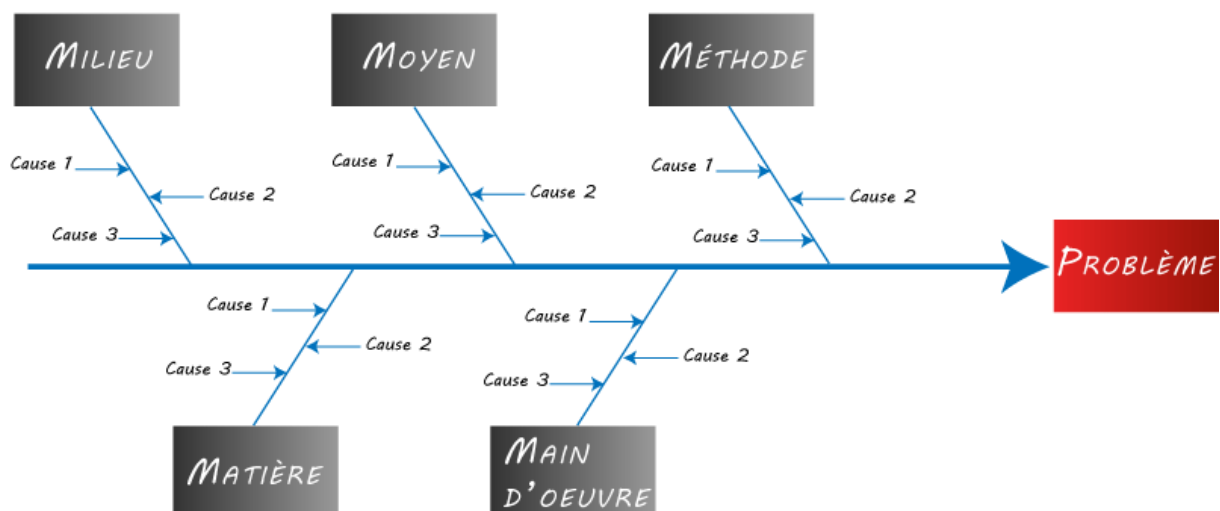 MILIEU
MOYEN
MÉTHODE
Cause 1
Cause 2
Cause 3
Cause 1
Cause 2
Cause 3
Cause 1
Cause 2
Cause 3
PROBLÈME
Cause 1
Cause 2
Cause 3
Cause 1
Cause 2
Cause 3
MATIÈRE
MAIN
D'OEUVRE